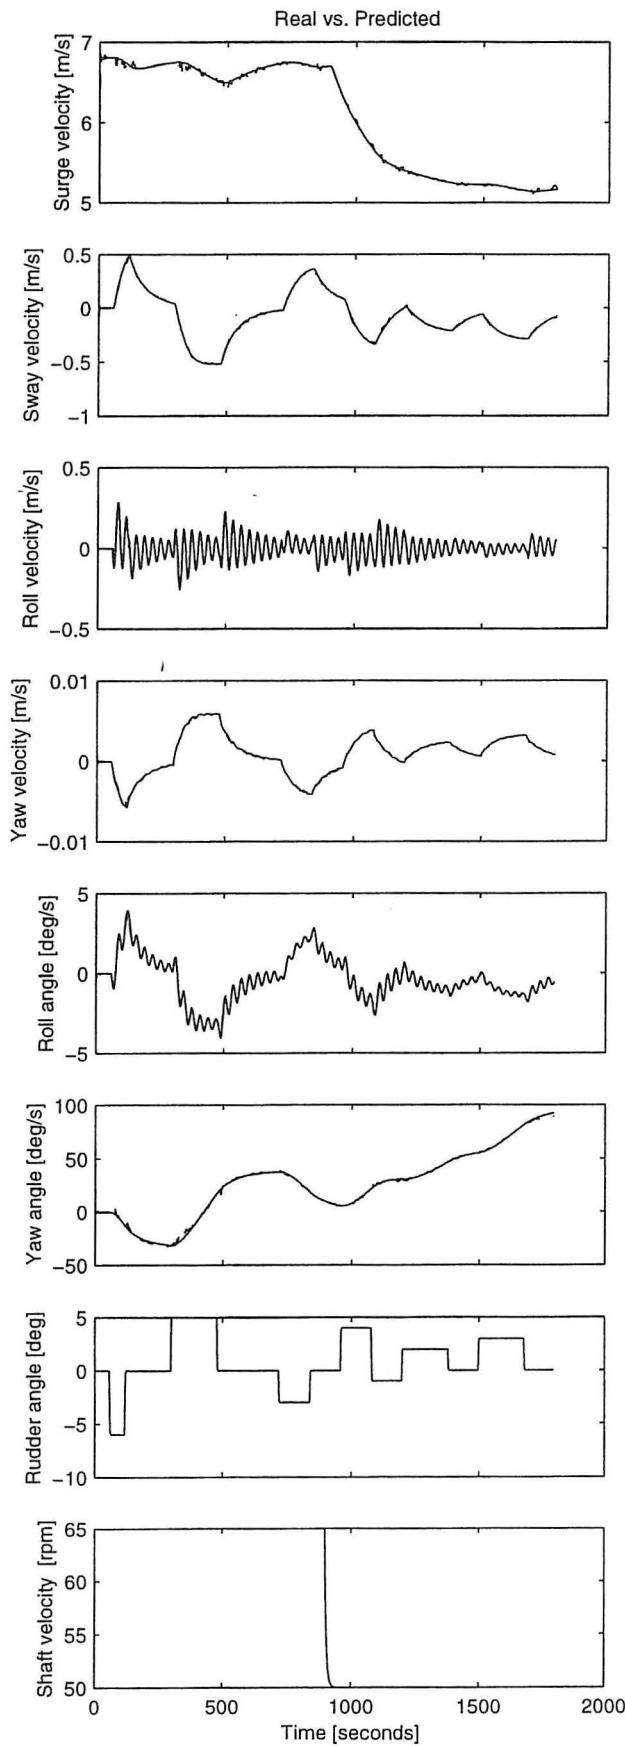 Real vs. Predicted
Surge velocity [m/s]
7
6
5
Sway velocity [m/s]
0.5
0
−0.5
−1
Roll velocity [m/s]
0.5
0
−0.5
Yaw velocity [m/s]
0.01
0
−0.01
Roll angle [deg/s]
5
0
−5
Yaw angle [deg/s]
100
50
0
−50
Rudder angle [deg]
5
0
−5
−10
Shaft velocity [rpm]
65
60
55
50
0 500 1000 1500 2000
Time [seconds]